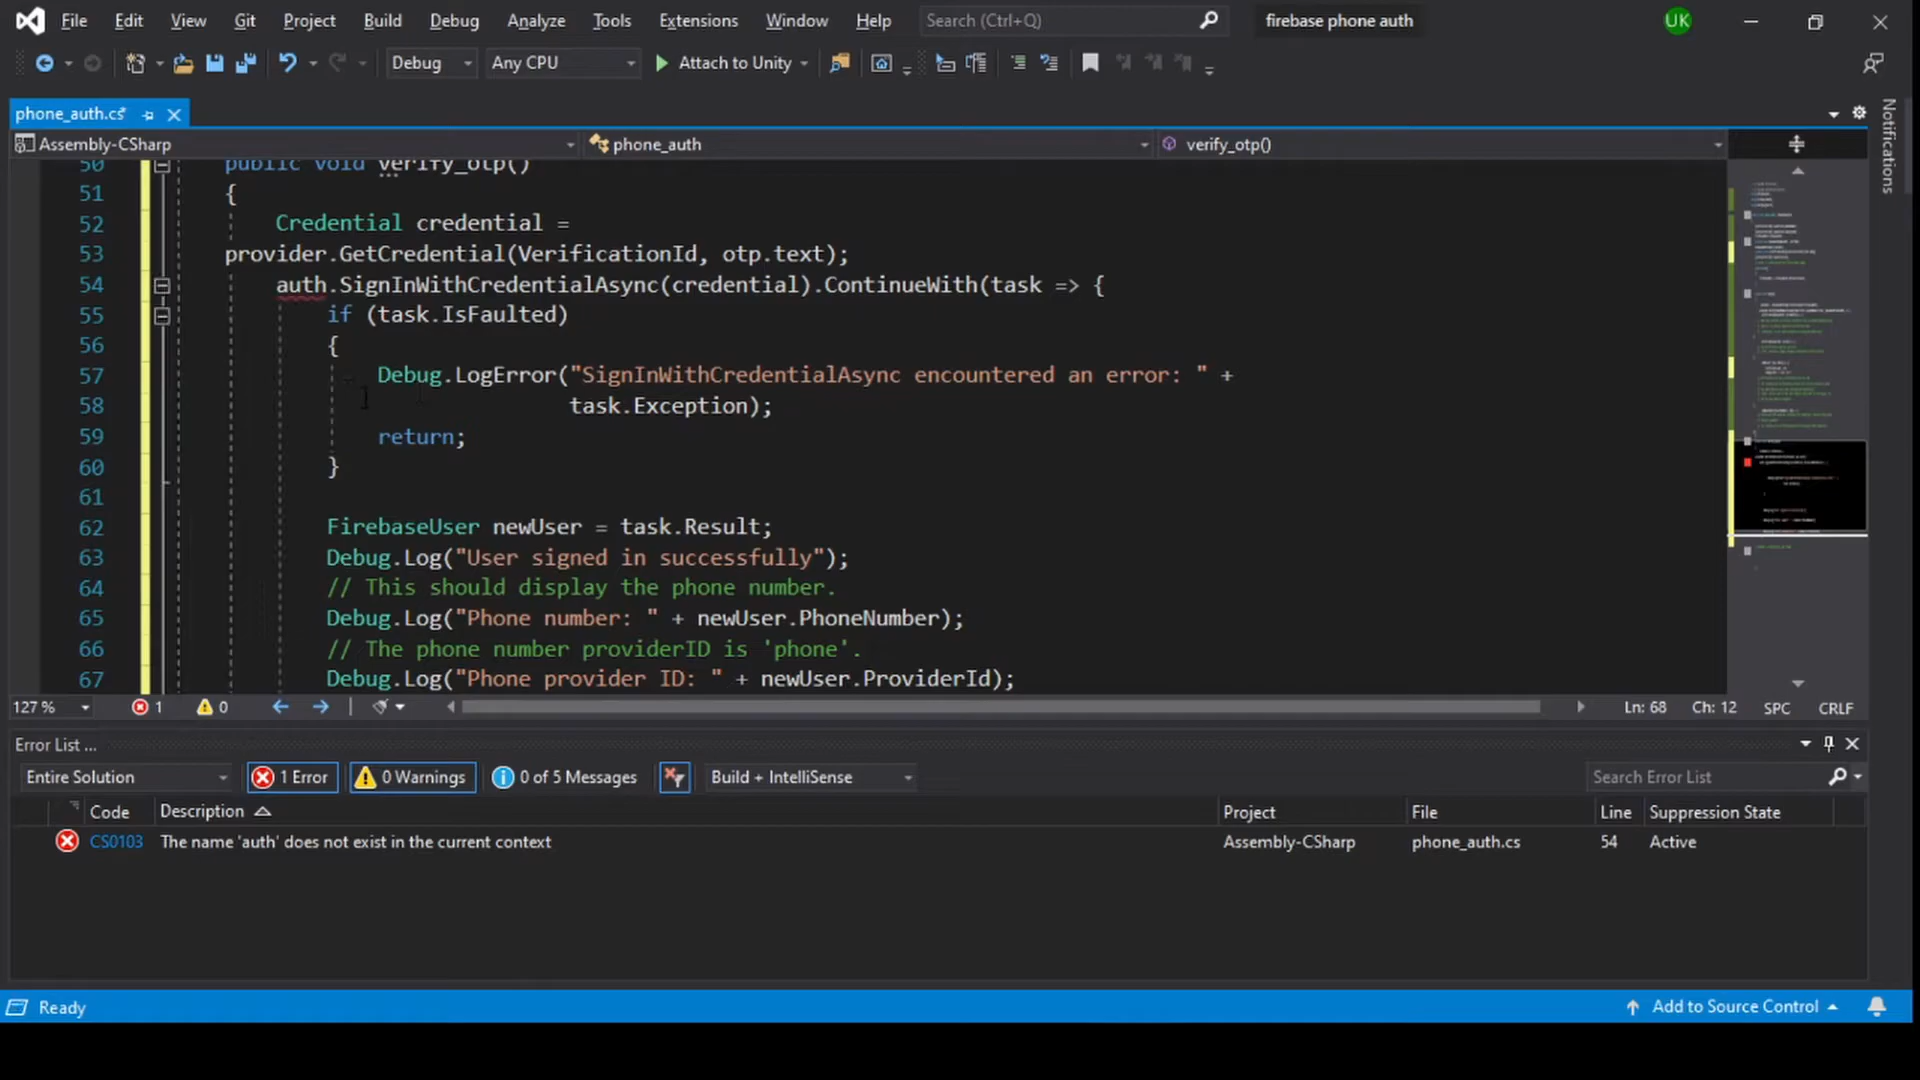 File Edit View Git Project Build Debug Analyze Tools Extensions Window Help Search (Ctrl+Q) firebase phone auth UK
Debug Any CPU Attach to Unity
phone_auth.cs*
Assembly-CSharp phone_auth verify_otp()
50 public void verify_otp()
51 {
52 Credential credential =
53 provider.GetCredential(VerificationId, otp.text);
54 auth.SignInWithCredentialAsync(credential).ContinueWith(task => {
55 if (task.IsFaulted)
56 {
57 Debug.LogError("SignInWithCredentialAsync encountered an error: " +
58 task.Exception);
59 return;
60 }
61
62 FirebaseUser newUser = task.Result;
63 Debug.Log("User signed in successfully");
64 // This should display the phone number.
65 Debug.Log("Phone number: " + newUser.PhoneNumber);
66 // The phone number providerID is 'phone'.
67 Debug.Log("Phone provider ID: " + newUser.ProviderId);
Notifications
127 % 1 0 Ln: 68 Ch: 12 SPC CRLF
Error List ...
Entire Solution 1 Error 0 Warnings 0 of 5 Messages Build + IntelliSense Search Error List
Code Description Project File Line Suppression State
CS0103 The name 'auth' does not exist in the current context Assembly-CSharp phone_auth.cs 54 Active
Ready Add to Source Control